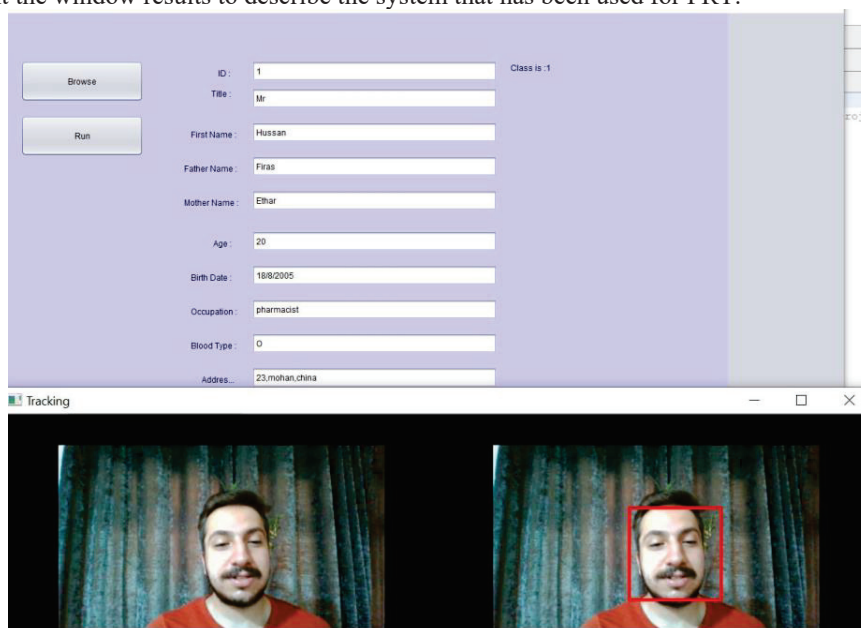 the window results to describe the system that has been used for FRT.
Browse
Run
ID : 1 Class is :1
Title : Mr
First Name : Hussan
Father Name : Firas
Mother Name : Ethar
Age : 20
Birth Date : 18/8/2005
Occupation : pharmacist
Blood Type : O
Addres... 23,mohan,china
Tracking